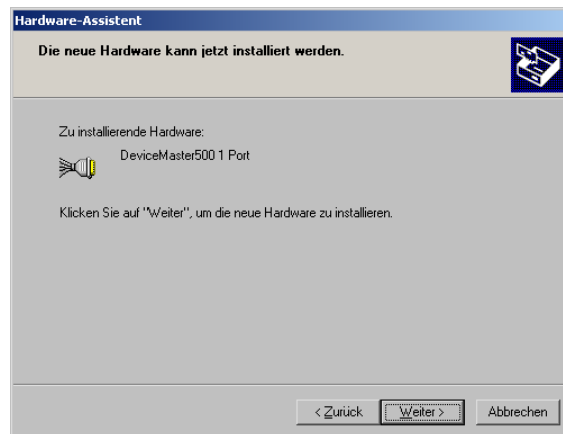 Hardware-Assistent
Die neue Hardware kann jetzt installiert werden.
Zu installierende Hardware:
DeviceMaster500 1 Port
Klicken Sie auf "Weiter", um die neue Hardware zu installieren.
< Zurück Weiter > Abbrechen